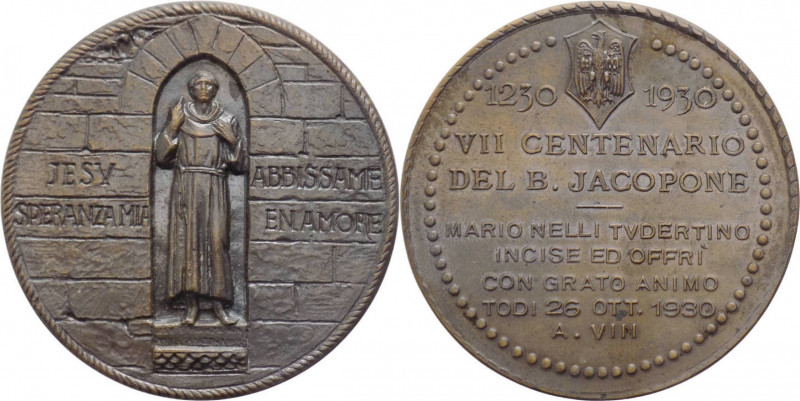 JESV ABBISSAME
SPERANZA MIA EN AMORE
1230 1930
VII CENTENARIO
DEL B. JACOPONE
MARIO NELLI TVDERTINO
INCISE ED OFFRÌ
CON GRATO ANIMO
TODI 26 OTT. 1930
A. VIII